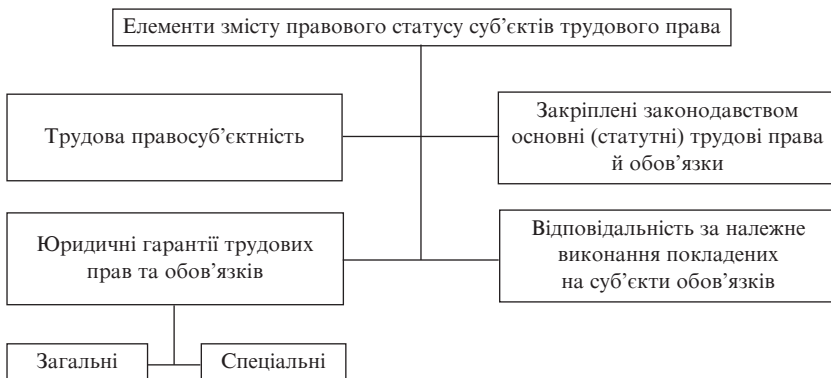 Елементи змісту правового статусу суб’єктів трудового права
Трудова правосуб’єктність
Закріплені законодавством
основні (статутні) трудові права
й обов’язки
Юридичні гарантії трудових
прав та обов’язків
Відповідальність за належне
виконання покладених
на суб’єкти обов’язків
Загальні
Спеціальні